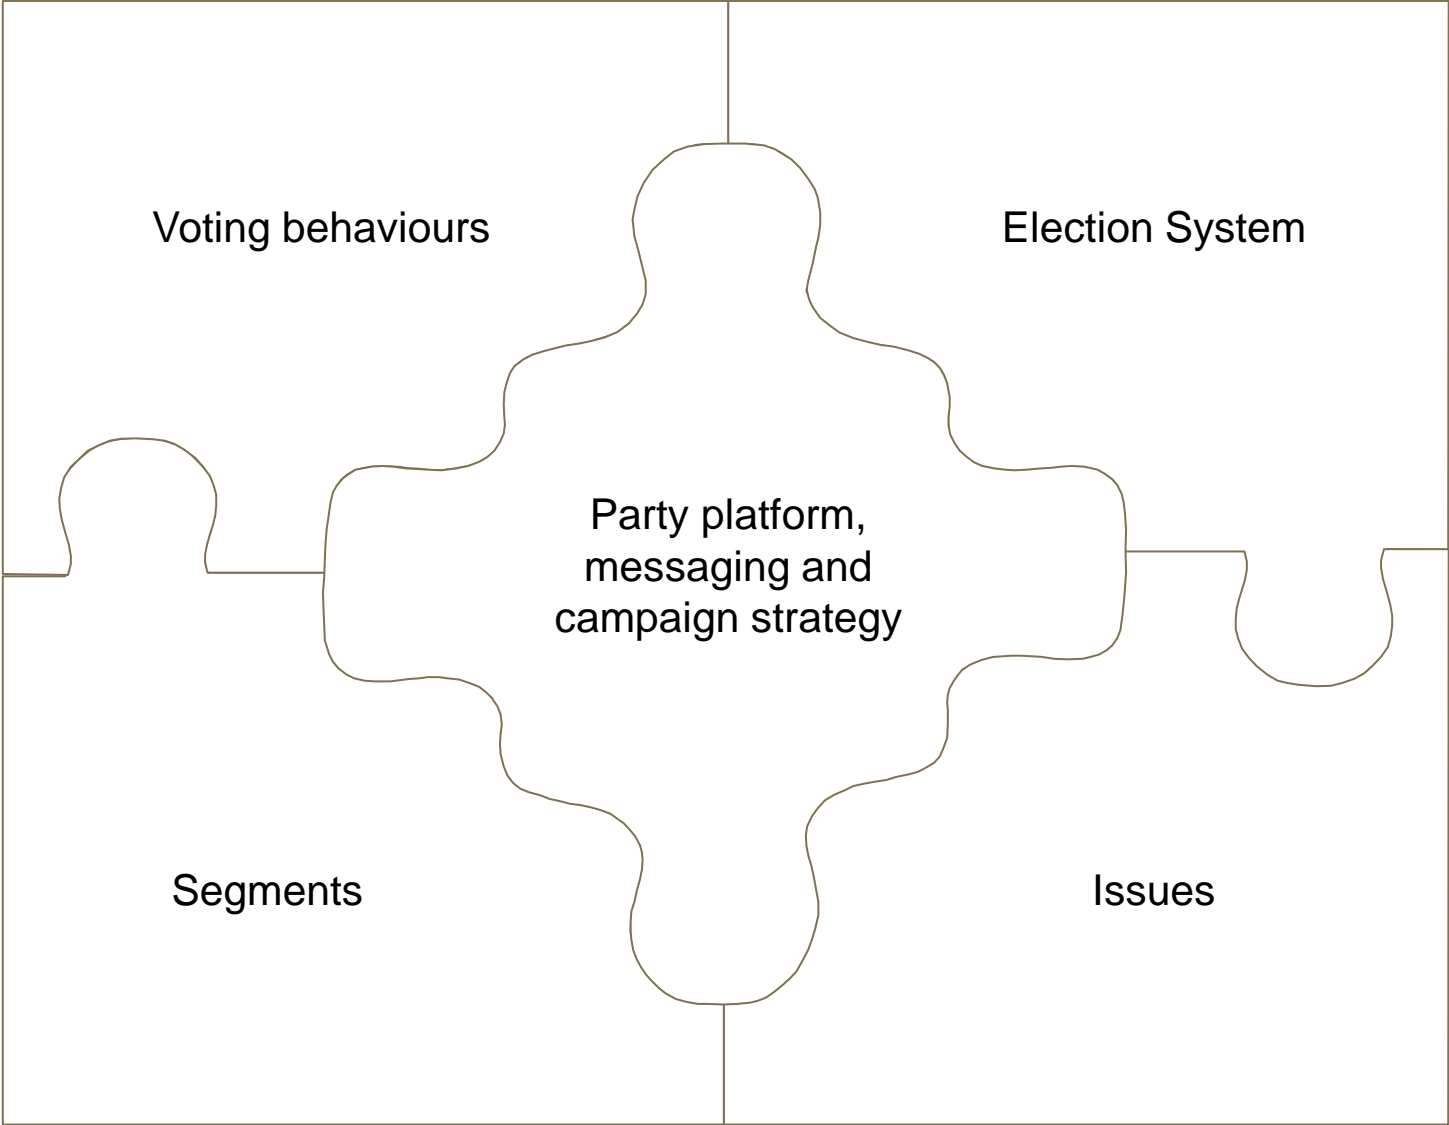 Voting behaviours
Election System
Party platform,
messaging and
campaign strategy
Segments
Issues